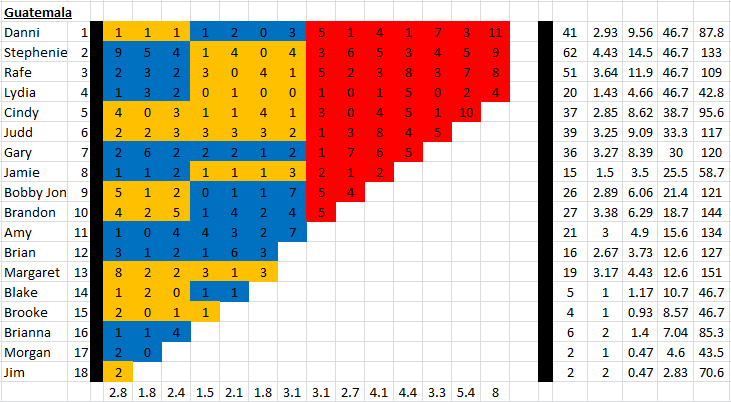 Guatemala
Danni 1 1 1 1 1 2 0 3 5 1 4 1 7 3 11 41 2.93 9.56 46.7 87.8
Stephenie 2 9 5 4 1 4 0 4 3 6 5 3 4 5 9 62 4.43 14.5 46.7 133
Rafe 3 2 3 2 3 0 4 1 5 2 3 8 3 7 8 51 3.64 11.9 46.7 109
Lydia 4 1 3 2 0 1 0 0 1 0 1 5 0 2 4 20 1.43 4.66 46.7 42.8
Cindy 5 4 0 3 1 1 4 1 3 0 4 5 1 10 37 2.85 8.62 38.7 95.6
Judd 6 2 2 3 3 3 3 2 1 3 8 4 5 39 3.25 9.09 33.3 117
Gary 7 2 6 2 2 2 1 2 1 7 6 5 36 3.27 8.39 30 120
Jamie 8 1 1 2 1 1 1 3 2 1 2 15 1.5 3.5 25.5 58.7
Bobby Jon 9 5 1 2 0 1 1 7 5 4 26 2.89 6.06 21.4 121
Brandon 10 4 2 5 1 4 2 4 5 27 3.38 6.29 18.7 144
Amy 11 1 0 4 4 3 2 7 21 3 4.9 15.6 134
Brian 12 3 1 2 1 6 3 16 2.67 3.73 12.6 127
Margaret 13 8 2 2 3 1 3 19 3.17 4.43 12.6 151
Blake 14 1 2 0 1 1 5 1 1.17 10.7 46.7
Brooke 15 2 0 1 1 4 1 0.93 8.57 46.7
Brianna 16 1 1 4 6 2 1.4 7.04 85.3
Morgan 17 2 0 2 1 0.47 4.6 43.5
Jim 18 2 2 2 0.47 2.83 70.6
2.8 1.8 2.4 1.5 2.1 1.8 3.1 3.1 2.7 4.1 4.4 3.3 5.4 8